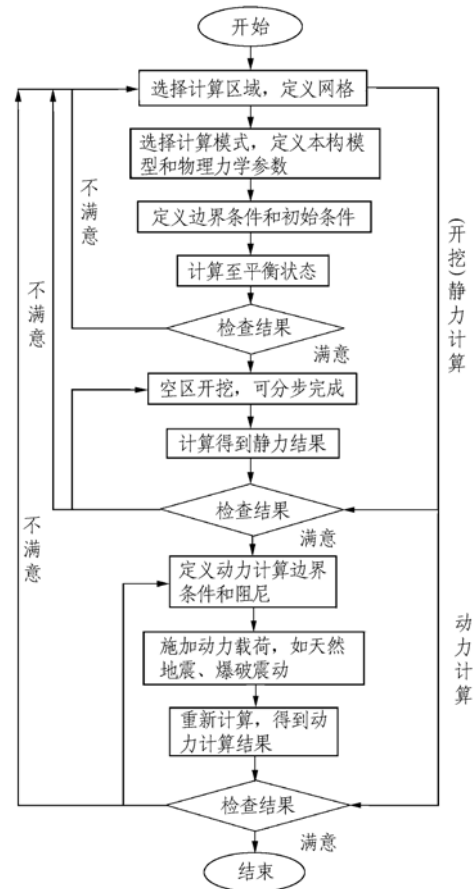 开始
选择计算区域，定义网格
选择计算模式，定义本构模
型和物理力学参数
定义边界条件和初始条件
计算至平衡状态
检查结果
满意
空区开挖，可分步完成
计算得到静力结果
检查结果
满意
定义动力计算边界
条件和阻尼
施加动力载荷，如天然
地震、爆破震动
重新计算，得到动
力计算结果
检查结果
满意
结束
不满意
不满意
不满意
(开挖)静力计算
动力计算